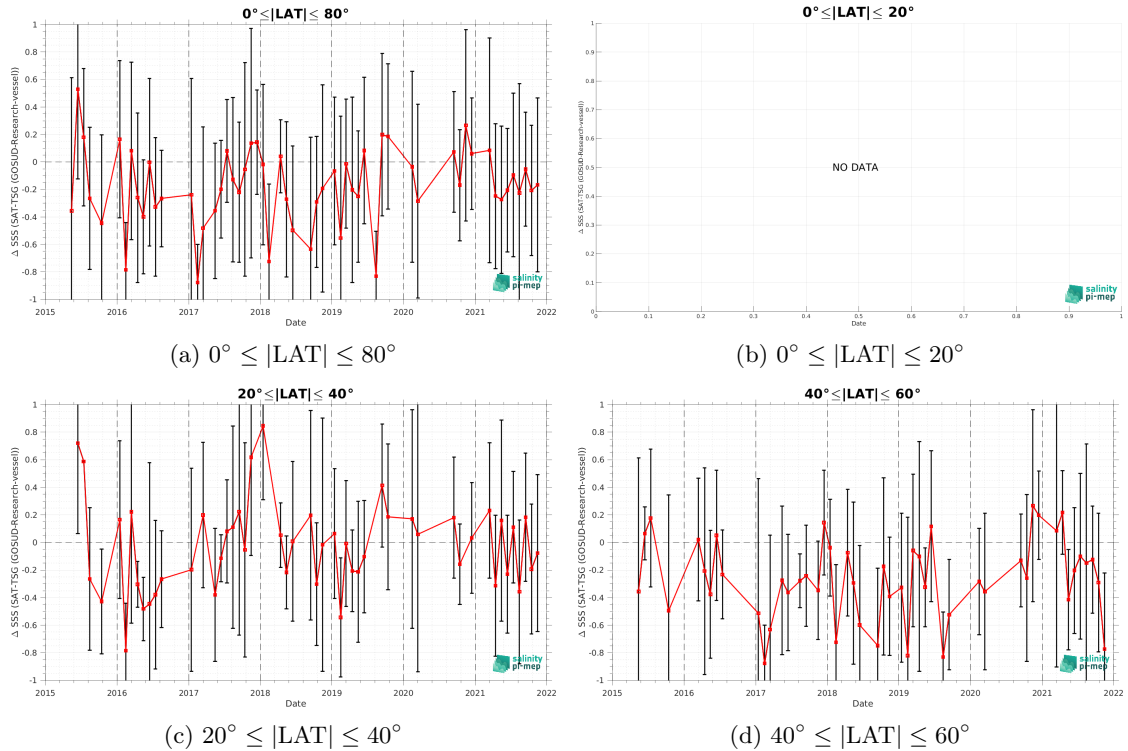 0°≤|LAT|≤ 80°
Δ SSS (SAT-TSG (GOSUD-Research-vessel))
1
0.8
0.6
0.4
0.2
0
-0.2
-0.4
-0.6
-0.8
-1
2015 2016 2017 2018 2019 2020 2021 2022
Date
salinity
pi-mep
(a) 0° ≤ |LAT| ≤ 80°
0°≤|LAT|≤ 20°
Δ SSS (SAT-TSG (GOSUD-Research-vessel))
1
0.9
0.8
0.7
0.6
0.5
0.4
0.3
0.2
0.1
0
NO DATA
0 0.1 0.2 0.3 0.4 0.5 0.6 0.7 0.8 0.9 1
Date
salinity
pi-mep
(b) 0° ≤ |LAT| ≤ 20°
20°≤|LAT|≤ 40°
Δ SSS (SAT-TSG (GOSUD-Research-vessel))
1
0.8
0.6
0.4
0.2
0
-0.2
-0.4
-0.6
-0.8
-1
2015 2016 2017 2018 2019 2020 2021 2022
Date
salinity
pi-mep
(c) 20° ≤ |LAT| ≤ 40°
40°≤|LAT|≤ 60°
Δ SSS (SAT-TSG (GOSUD-Research-vessel))
1
0.8
0.6
0.4
0.2
0
-0.2
-0.4
-0.6
-0.8
-1
2015 2016 2017 2018 2019 2020 2021 2022
Date
salinity
pi-mep
(d) 40° ≤ |LAT| ≤ 60°